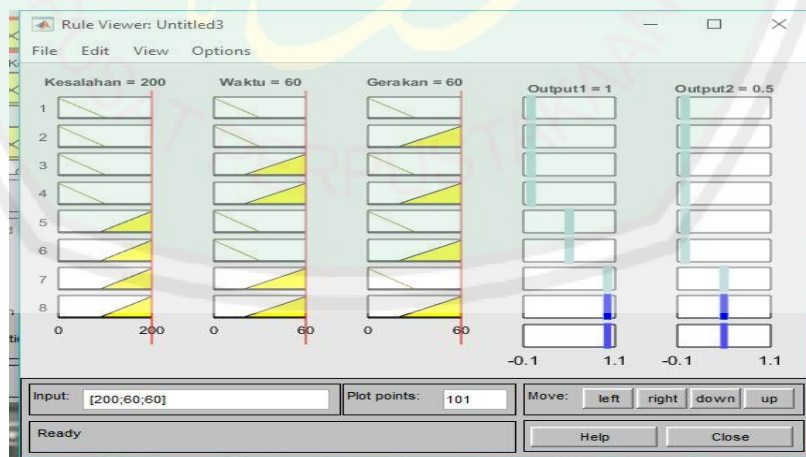 Rule Viewer: Untitled3
File Edit View Options
Kesalahan = 200 Waktu = 60 Gerakan = 60 Output1 = 1 Output2 = 0.5
1
2
3
4
5
6
7
8
0 200 0 60 0 60
-0.1 1.1 -0.1 1.1
Input: [200;60;60] Plot points: 101 Move: left right down up
Ready Help Close
PUSAT PERPUSTAKAAN